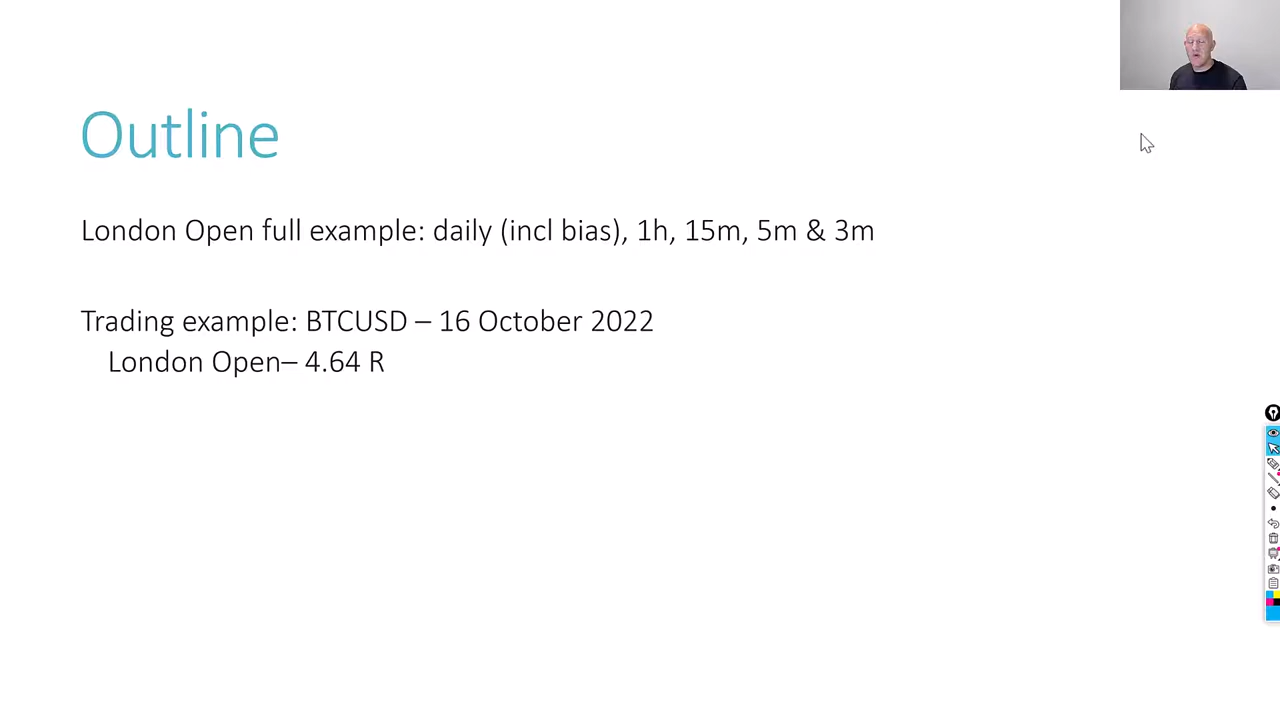 Outline
London Open full example: daily (incl bias), 1h, 15m, 5m & 3m
Trading example: BTCUSD – 16 October 2022
London Open– 4.64 R